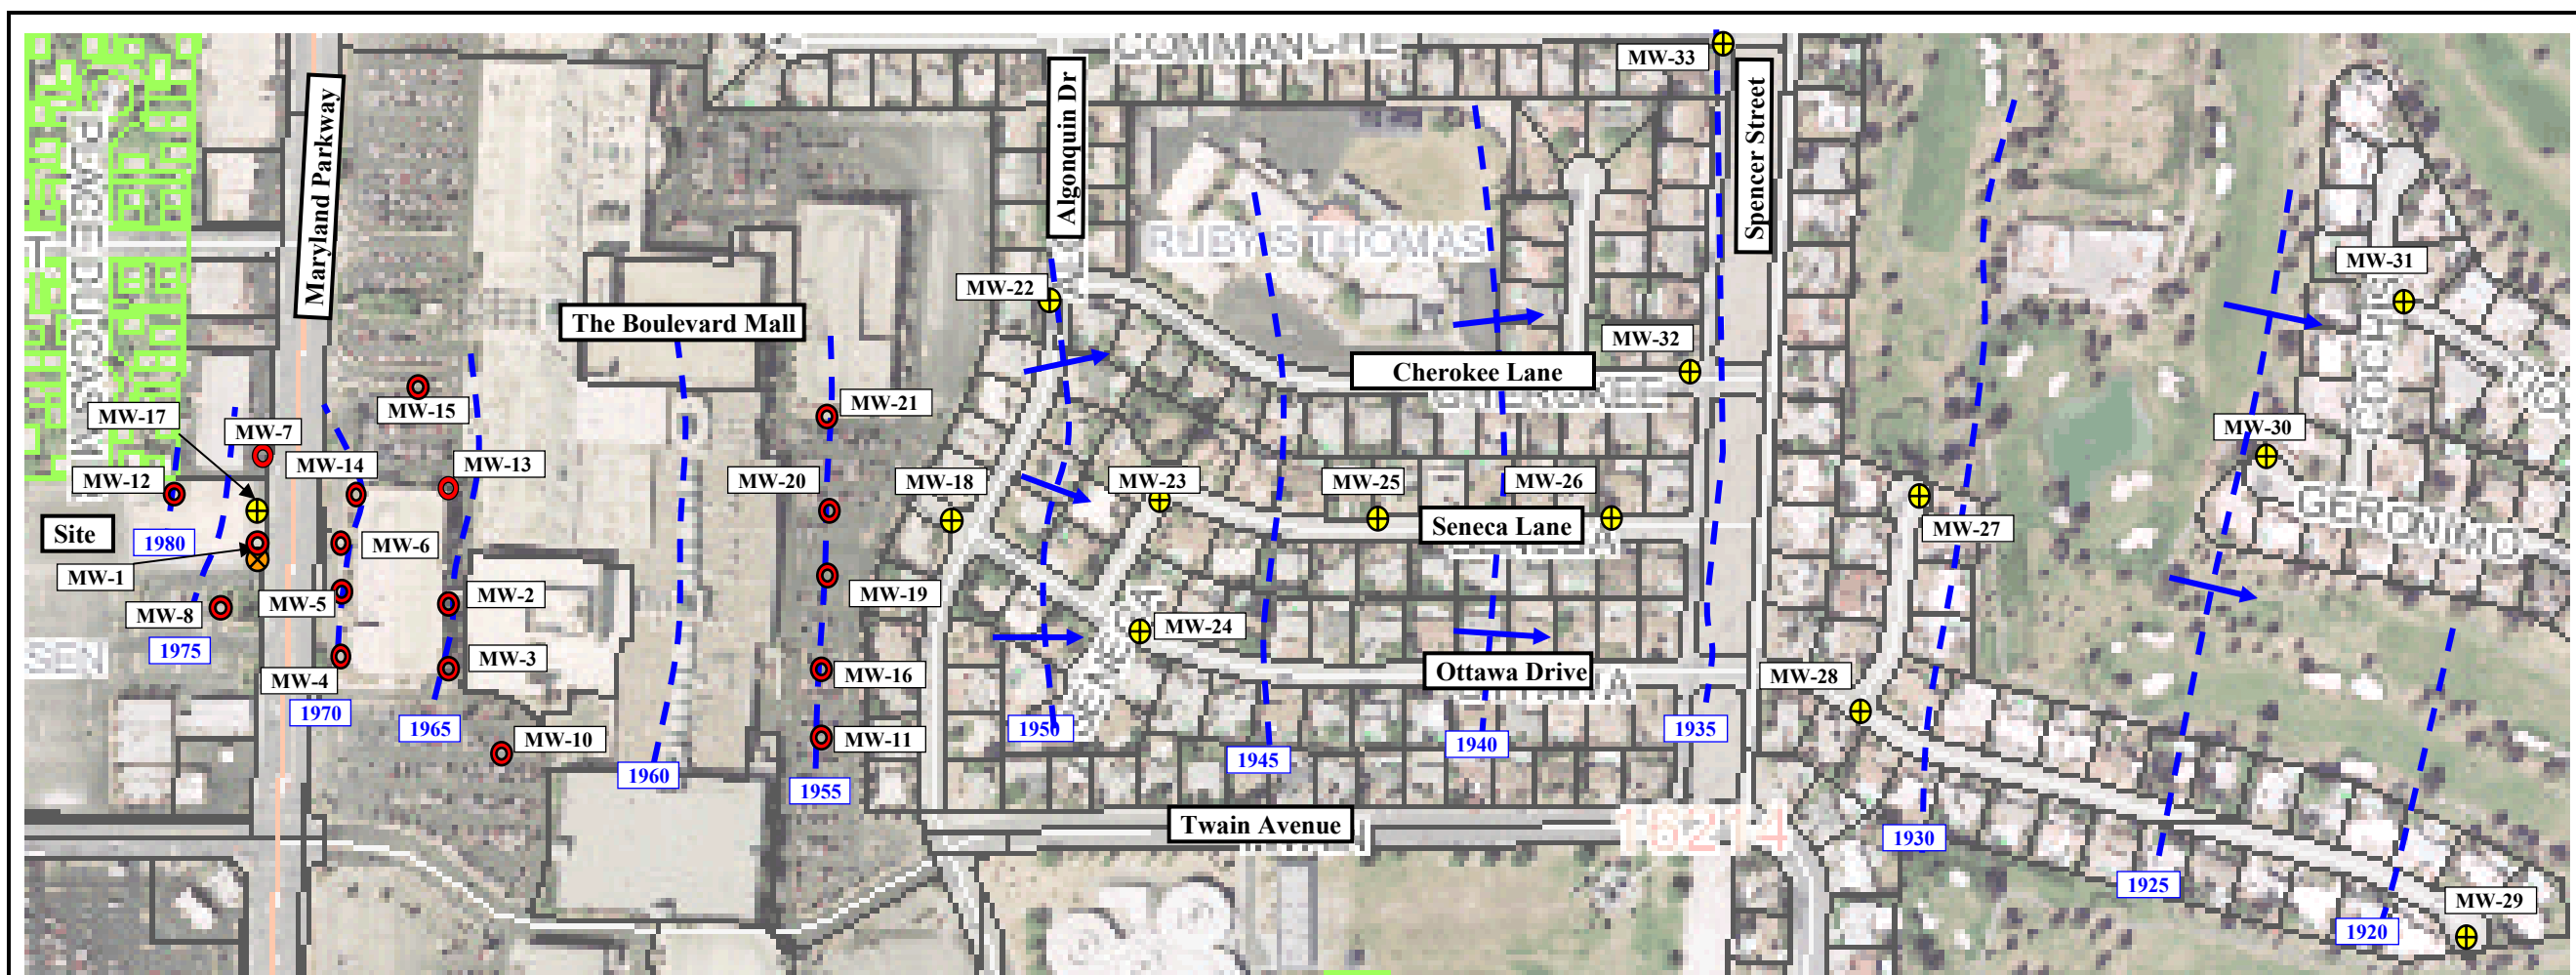 COMMANCHE
MW-33
Maryland Parkway
Algonquin Dr
Spencer Street
RUBY S THOMAS
MW-31
MW-22
The Boulevard Mall
MW-32
Cherokee Lane
MW-15
MW-21
MW-17
MW-7
MW-30
MW-14
MW-13
MW-12
MW-20
MW-18
MW-23
MW-25
MW-26
GERONIMO
Site
1980
MW-6
Seneca Lane
MW-27
MW-1
MW-5
MW-2
MW-19
MW-8
MW-24
1975
SEN
MW-3
MW-4
MW-16
Ottawa Drive
MW-28
1970
1965
MW-10
MW-11
1950
1945
1940
1935
1960
1955
Twain Avenue
16214
1930
1925
MW-29
1920